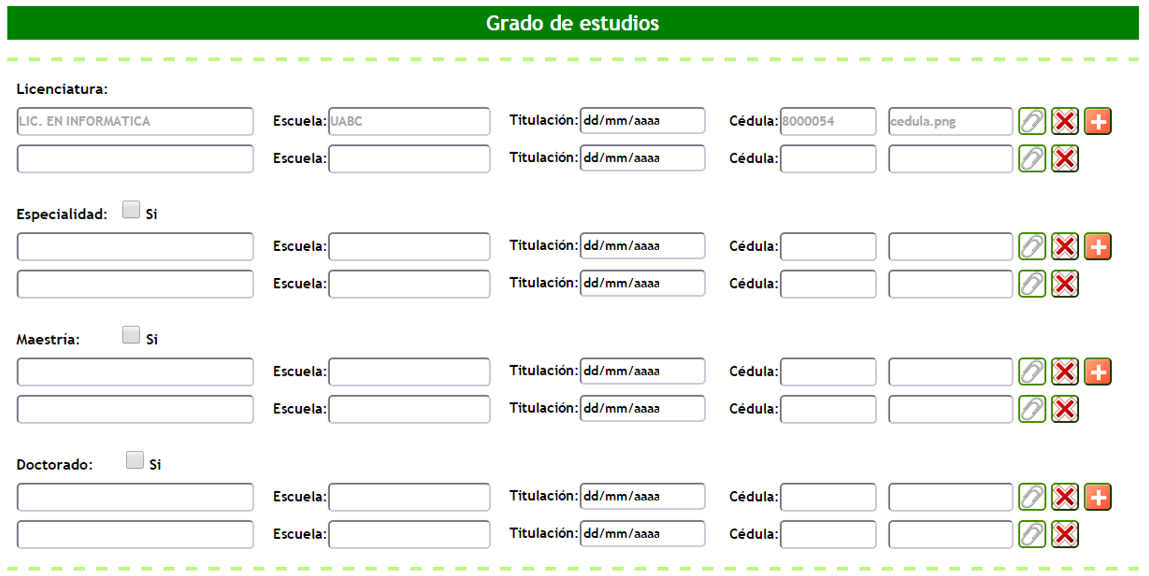 Grado de estudios
Licenciatura:
LIC. EN INFORMATICA Escuela: UABC Titulación: dd/mm/aaaa Cédula: 8000054 cedula.png
Escuela: Titulación: dd/mm/aaaa Cédula:
Especialidad: Si
Escuela: Titulación: dd/mm/aaaa Cédula:
Escuela: Titulación: dd/mm/aaaa Cédula:
Maestría: Si
Escuela: Titulación: dd/mm/aaaa Cédula:
Escuela: Titulación: dd/mm/aaaa Cédula:
Doctorado: Si
Escuela: Titulación: dd/mm/aaaa Cédula:
Escuela: Titulación: dd/mm/aaaa Cédula: